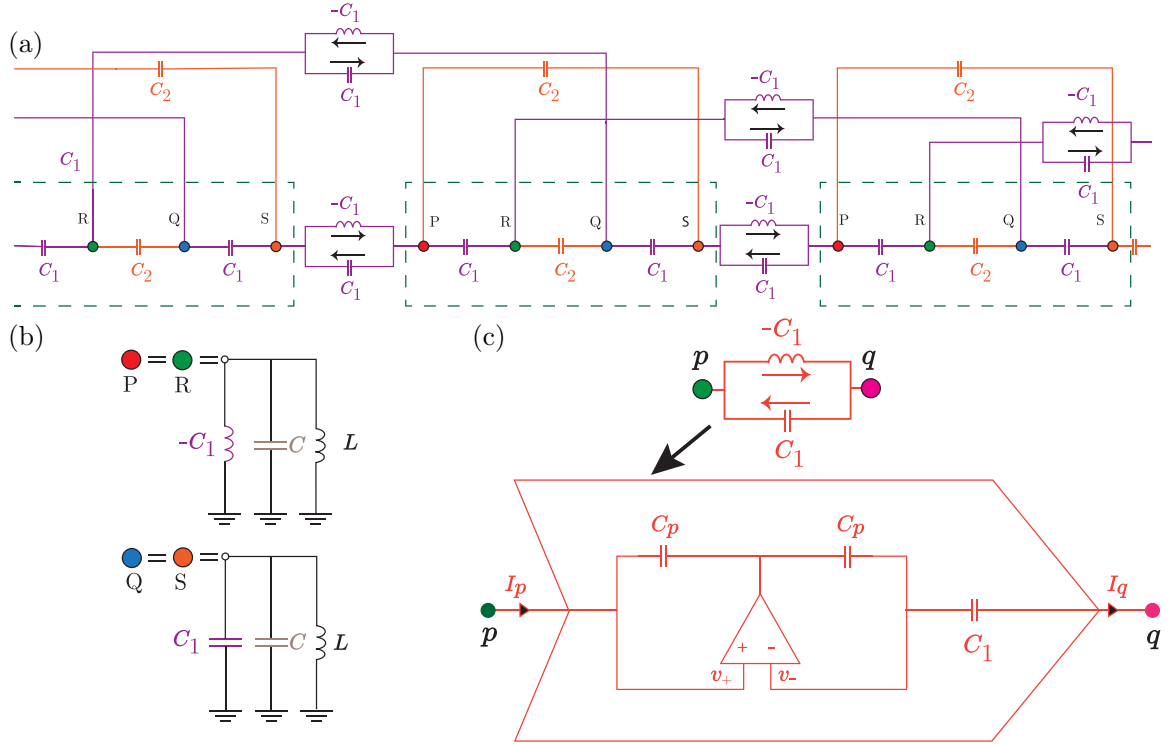 (a)
-C1
C1
C2
C2
-C1
C1
C2
-C1
C1
C1
R
Q
S
-C1
C1
P
R
Q
S
-C1
C1
P
R
Q
S
C1
C2
C1
C1
C2
C1
C1
C2
C1
(b)
P = R =
-C1
C
L
Q = S =
C1
C
L
(c)
-C1
p
q
C1
Cp
Cp
Ip
Iq
p
C1
q
+
-
v+
v-